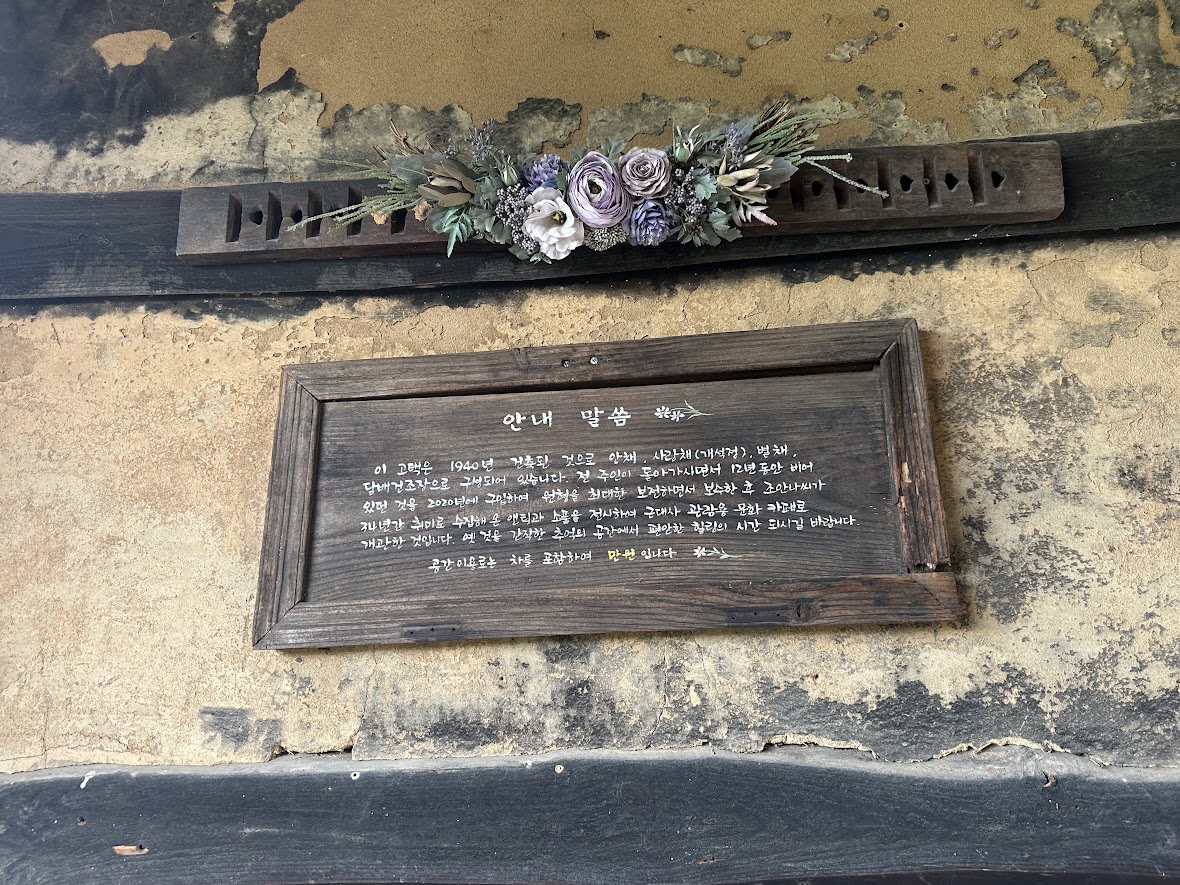 안내 말씀
이 고택은 1940년 건축된 것으로 안채, 사랑채(개석정), 별채,
담배건조장으로 구성되어 있습니다. 전 주인이 돌아가시면서 12년동안 비어
있던 것을 2020년에 구입하여 원형을 최대한 보전하면서 보수한 후 조안나씨가
34년간 취미로 수집해온 앤틱과 소품을 전시하여 근대사 관람용 문화 카페로
개관한 것입니다. 옛 것을 간직한 추억의 공간에서 편안한 힐링의 시간 되시길 바랍니다.
공간이용료는 차를 포함하여 만원입니다